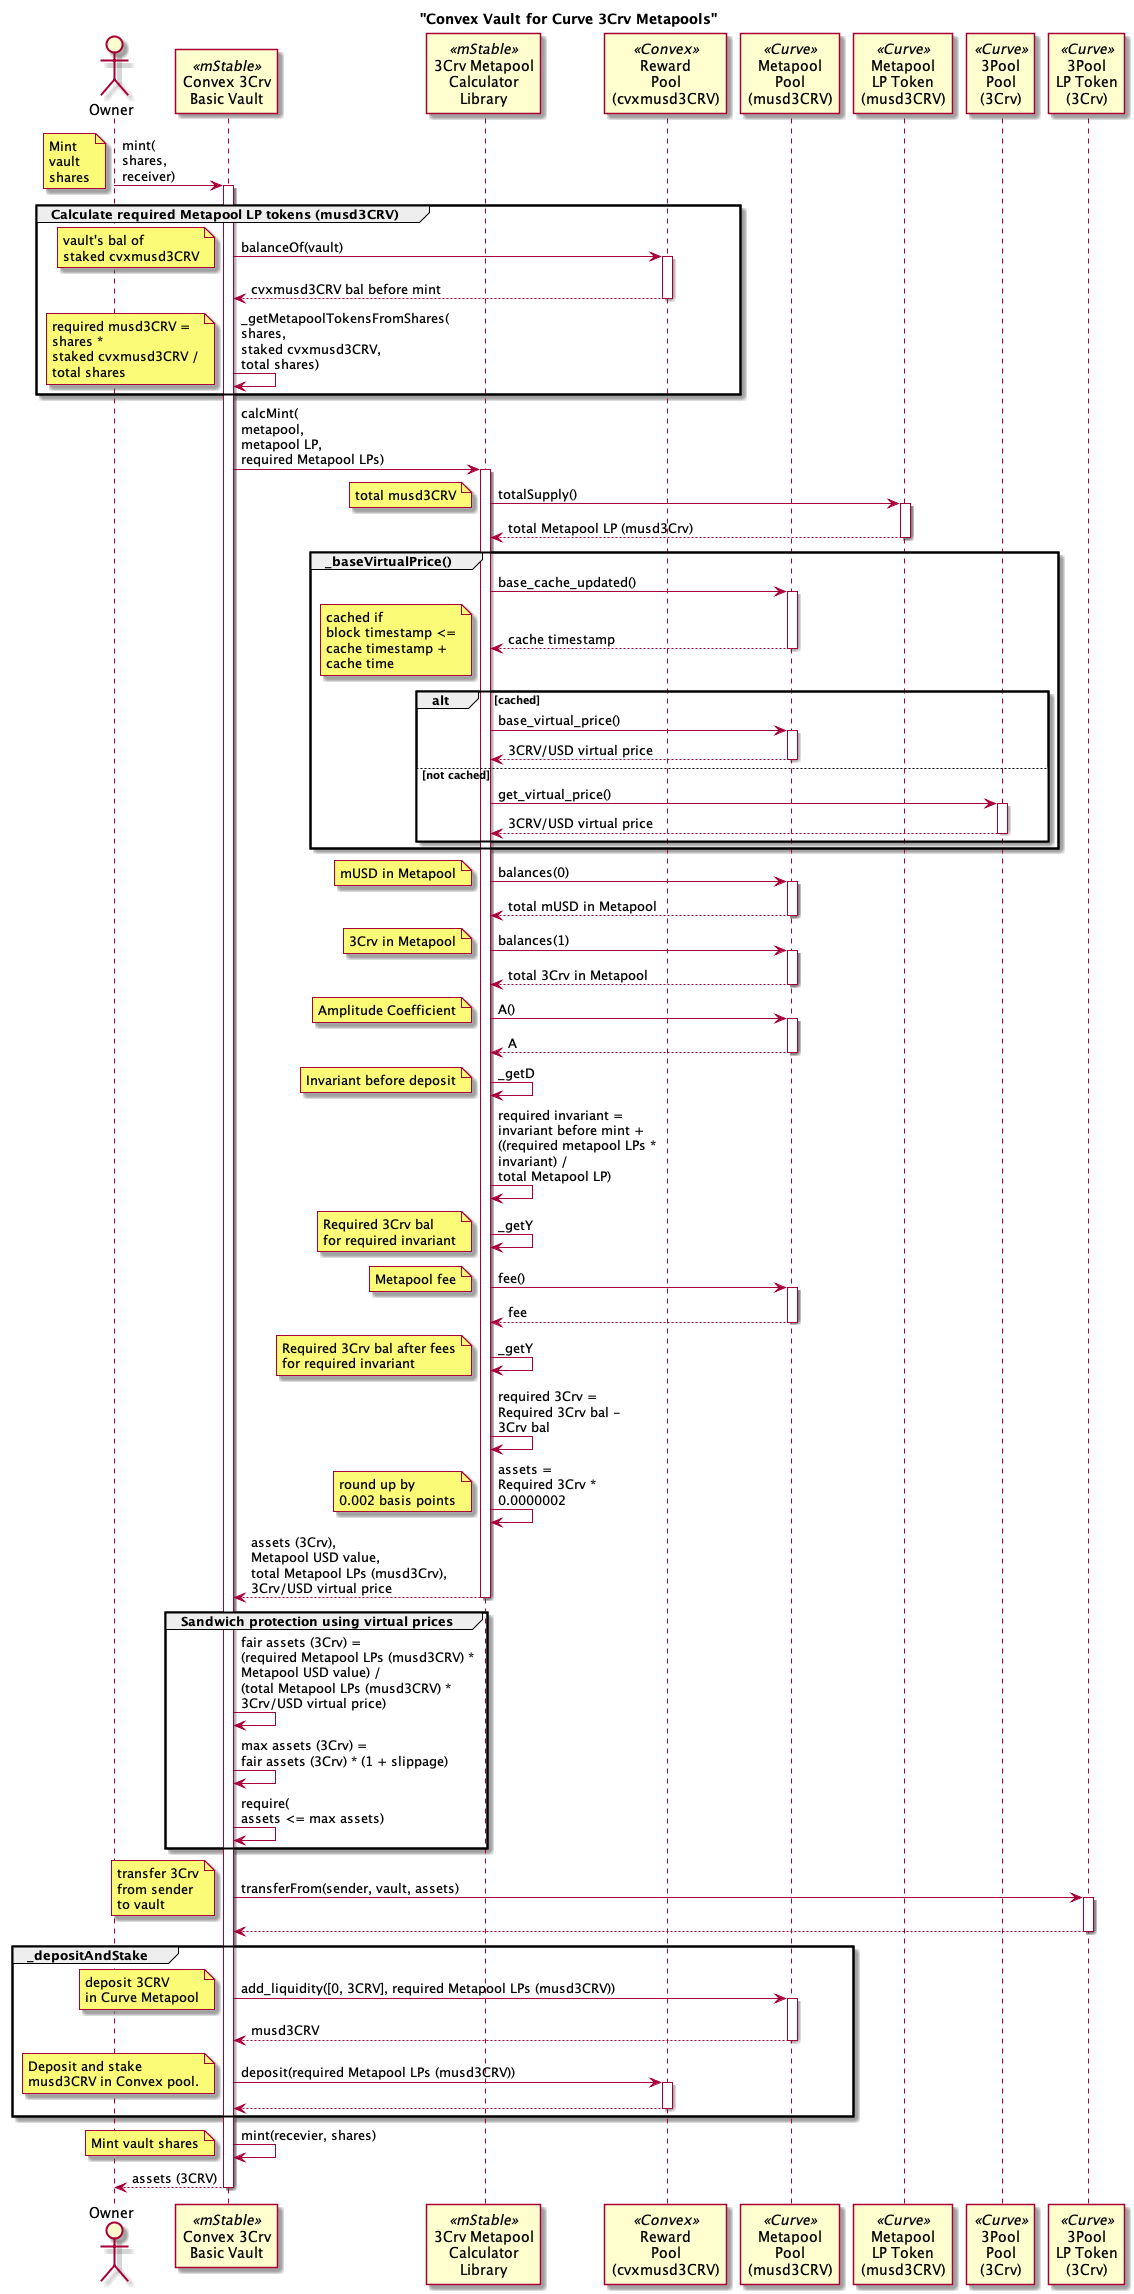 "Convex Vault for Curve 3Crv Metapools"
Owner
«mStable»
Convex 3Crv
Basic Vault
«mStable»
3Crv Metapool
Calculator
Library
«Convex»
Reward
Pool
(cvxmusd3CRV)
«Curve»
Metapool
Pool
(musd3CRV)
«Curve»
Metapool
LP Token
(musd3CRV)
«Curve»
3Pool
Pool
(3Crv)
«Curve»
3Pool
LP Token
(3Crv)
Mint
vault
shares
mint(
shares,
receiver)
Calculate required Metapool LP tokens (musd3CRV)
vault's bal of
staked cvxmusd3CRV
balanceOf(vault)
cvxmusd3CRV bal before mint
required musd3CRV =
shares *
staked cvxmusd3CRV /
total shares
_getMetapoolTokensFromShares(
shares,
staked cvxmusd3CRV,
total shares)
calcMint(
metapool,
metapool LP,
required Metapool LPs)
total musd3CRV
totalSupply()
total Metapool LP (musd3Crv)
_baseVirtualPrice()
base_cache_updated()
cached if
block timestamp <=
cache timestamp +
cache time
cache timestamp
alt
[cached]
base_virtual_price()
3CRV/USD virtual price
[not cached]
get_virtual_price()
3CRV/USD virtual price
mUSD in Metapool
balances(0)
total mUSD in Metapool
3Crv in Metapool
balances(1)
total 3Crv in Metapool
Amplitude Coefficient
A()
A
Invariant before deposit
_getD
required invariant =
invariant before mint +
((required metapool LPs *
invariant) /
total Metapool LP)
Required 3Crv bal
for required invariant
_getY
Metapool fee
fee()
fee
Required 3Crv bal after fees
for required invariant
_getY
required 3Crv =
Required 3Crv bal -
3Crv bal
round up by
0.002 basis points
assets =
Required 3Crv *
0.0000002
assets (3Crv),
Metapool USD value,
total Metapool LPs (musd3Crv),
3Crv/USD virtual price
Sandwich protection using virtual prices
fair assets (3Crv) =
(required Metapool LPs (musd3CRV) *
Metapool USD value) /
(total Metapool LPs (musd3CRV) *
3Crv/USD virtual price)
max assets (3Crv) =
fair assets (3Crv) * (1 + slippage)
require(
assets <= max assets)
transfer 3Crv
from sender
to vault
transferFrom(sender, vault, assets)
_depositAndStake
deposit 3CRV
in Curve Metapool
add_liquidity([0, 3CRV], required Metapool LPs (musd3CRV))
musd3CRV
Deposit and stake
musd3CRV in Convex pool.
deposit(required Metapool LPs (musd3CRV))
Mint vault shares
mint(recevier, shares)
assets (3CRV)
Owner
«mStable»
Convex 3Crv
Basic Vault
«mStable»
3Crv Metapool
Calculator
Library
«Convex»
Reward
Pool
(cvxmusd3CRV)
«Curve»
Metapool
Pool
(musd3CRV)
«Curve»
Metapool
LP Token
(musd3CRV)
«Curve»
3Pool
Pool
(3Crv)
«Curve»
3Pool
LP Token
(3Crv)